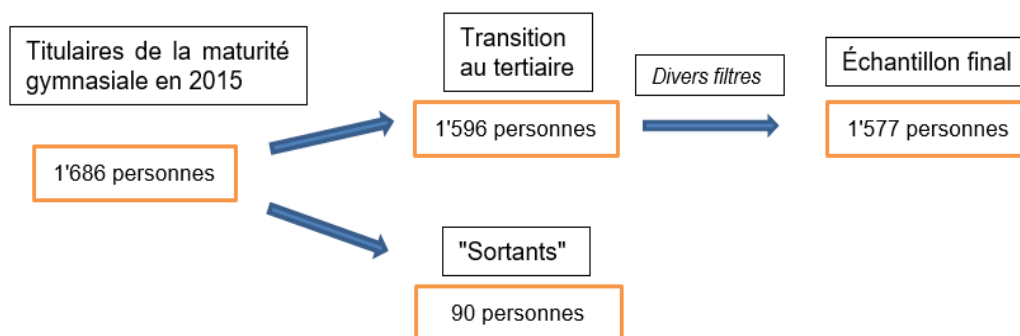 Titulaires de la maturité
gymnasiale en 2015
1'686 personnes
Transition
au tertiaire
1'596 personnes
Divers filtres
Échantillon final
1'577 personnes
"Sortants"
90 personnes